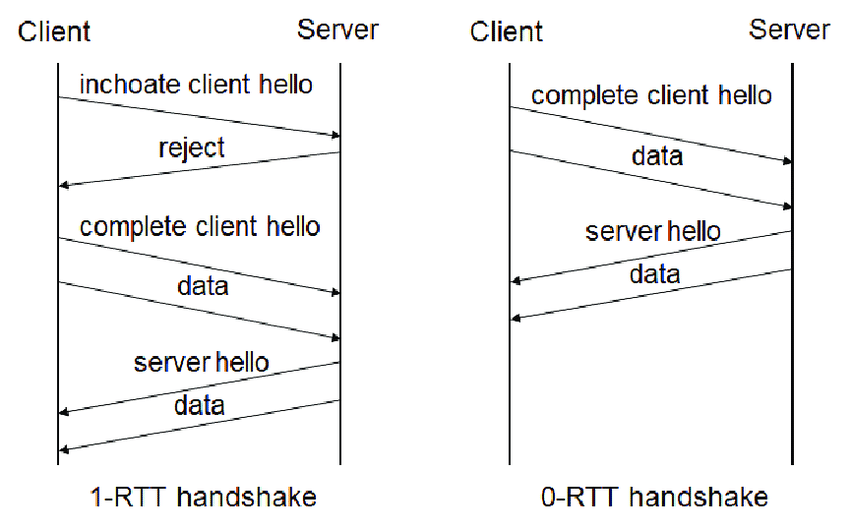 Client Server
inchoate client hello
reject
complete client hello
data
server hello
data
1-RTT handshake
Client Server
complete client hello
data
server hello
data
0-RTT handshake